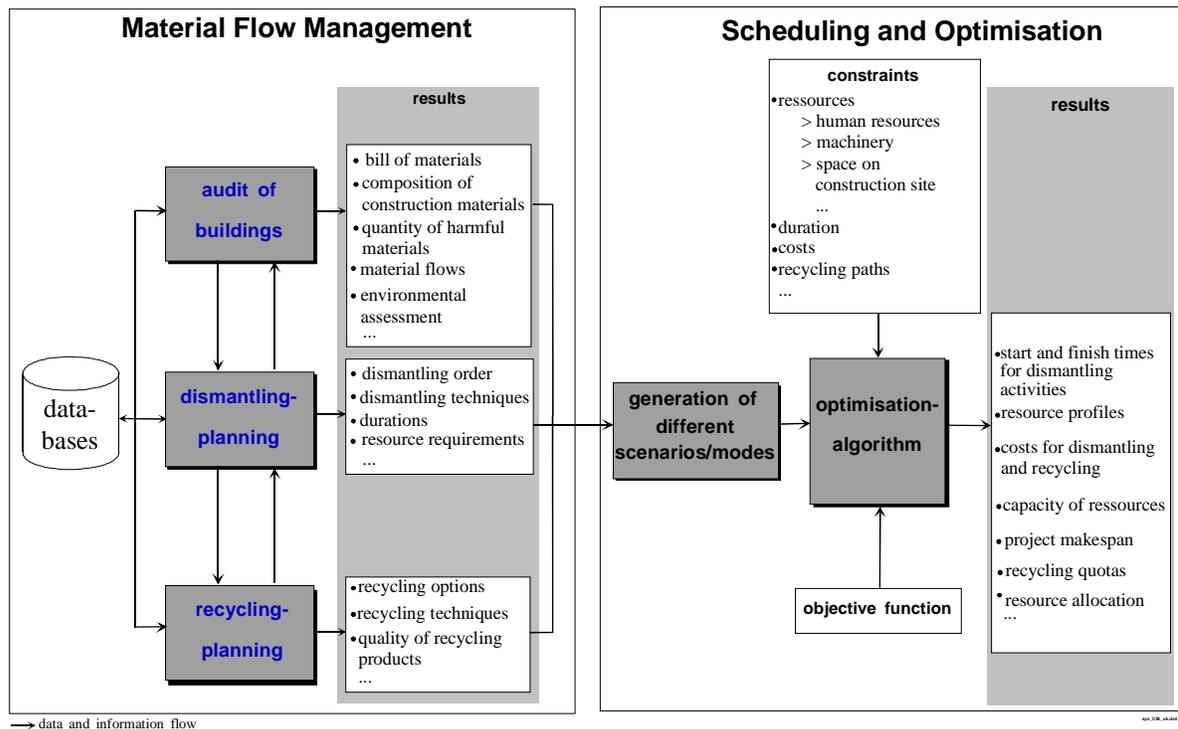 Material Flow Management
results
audit of
buildings
• bill of materials
• composition of
construction materials
• quantity of harmful
materials
• material flows
• environmental
assessment
...
data-
bases
dismantling-
planning
• dismantling order
• dismantling techniques
• durations
• resource requirements
...
recycling-
planning
• recycling options
• recycling techniques
• quality of recycling
products
...
Scheduling and Optimisation
constraints
• ressources
> human resources
> machinery
> space on
construction site
...
• duration
• costs
• recycling paths
...
generation of
different
scenarios/modes
optimisation-
algorithm
objective function
results
• start and finish times
for dismantling
activities
• resource profiles
• costs for dismantling
and recycling
• capacity of ressources
• project makespan
• recycling quotas
• resource allocation
...
data and information flow